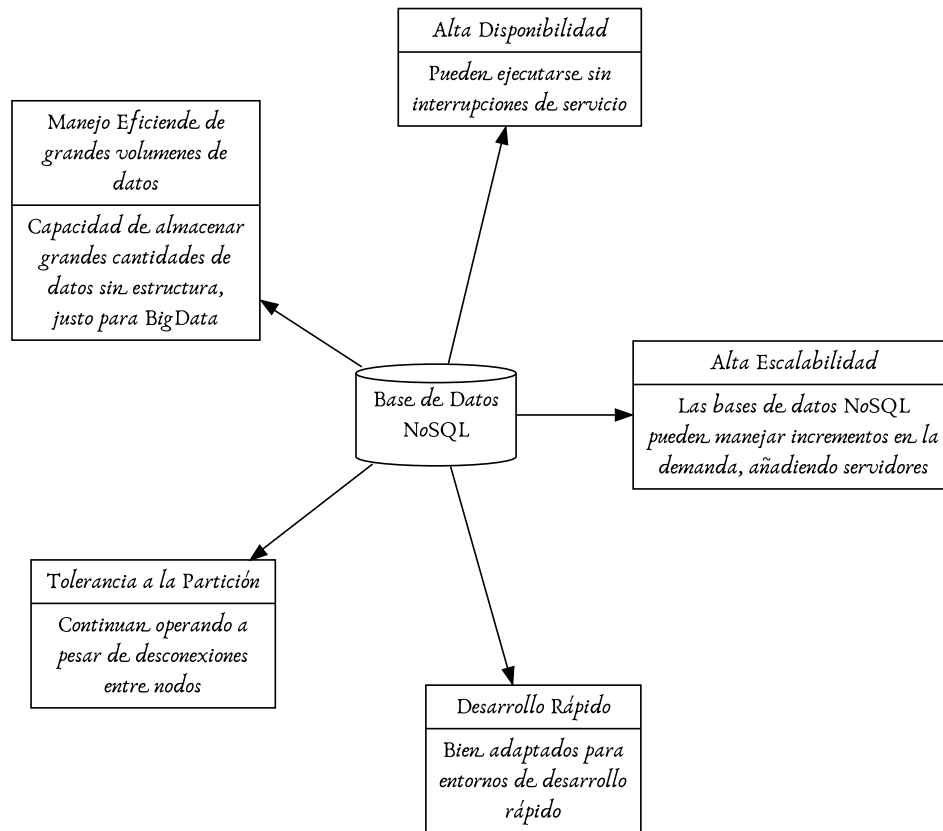 Alta Disponibilidad
Pueden ejecutarse sin
interrupciones de servicio
Manejo Eficiende de
grandes volumenes de
datos
Capacidad de almacenar
grandes cantidades de
datos sin estructura,
justo para BigData
Base de Datos
NoSQL
Alta Escalabilidad
Las bases de datos NoSQL
pueden manejar incrementos en la
demanda, añadiendo servidores
Tolerancia a la Partición
Continuan operando a
pesar de desconexiones
entre nodos
Desarrollo Rápido
Bien adaptados para
entornos de desarrollo
rápido